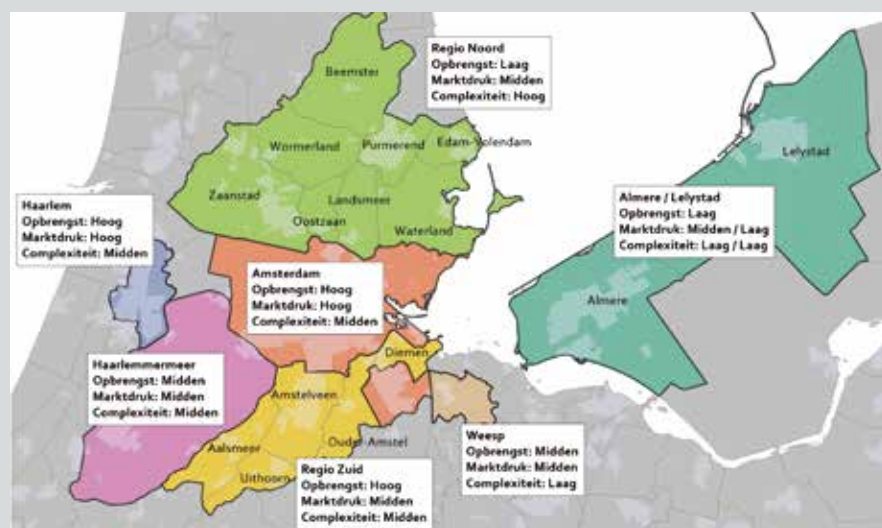 Regio Noord
Opbrengst: Laag
Marktdruk: Midden
Complexiteit: Hoog
Beemster
Wormerland
Purmerend
Edam-Volendam
Zaanstad
Landsmeer
Oostzaan
Waterland
Lelystad
Haarlem
Opbrengst: Hoog
Marktdruk: Hoog
Complexiteit: Midden
Almere / Lelystad
Opbrengst: Laag
Marktdruk: Midden / Laag
Complexiteit: Laag / Laag
Amsterdam
Opbrengst: Hoog
Marktdruk: Hoog
Complexiteit: Midden
Almere
Diemen
Haarlemmermeer
Opbrengst: Midden
Marktdruk: Midden
Complexiteit: Midden
Amstelveen
Aalsmeer
Ouder-Amstel
Uithoorn
Weesp
Opbrengst: Midden
Marktdruk: Midden
Complexiteit: Laag
Regio Zuid
Opbrengst: Hoog
Marktdruk: Midden
Complexiteit: Midden